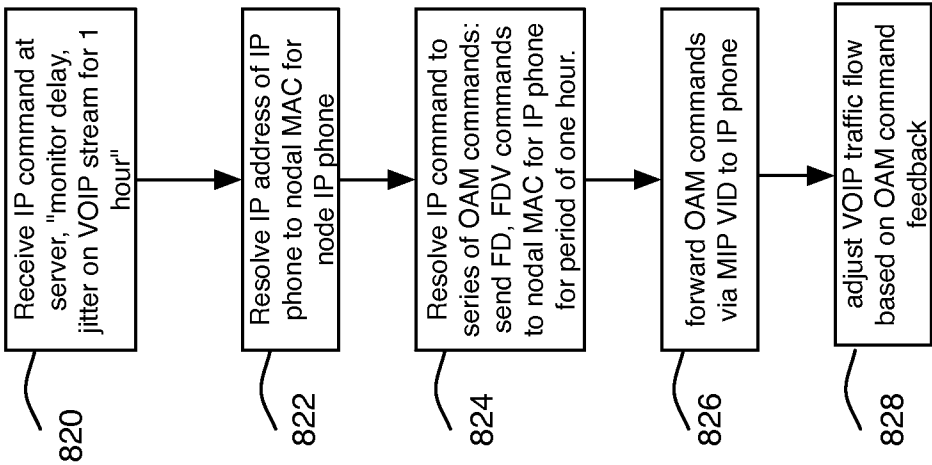 Receive IP command at
server, "monitor delay,
jitter on VOIP stream for 1
hour"
820
Resolve IP address of IP
phone to nodal MAC for
node IP phone
822
Resolve IP command to
series of OAM commands:
send FD, FDV commands
to nodal MAC for IP phone
for period of one hour.
824
forward OAM commands
via MIP VID to IP phone
826
adjust VOIP traffic flow
based on OAM command
feedback
828